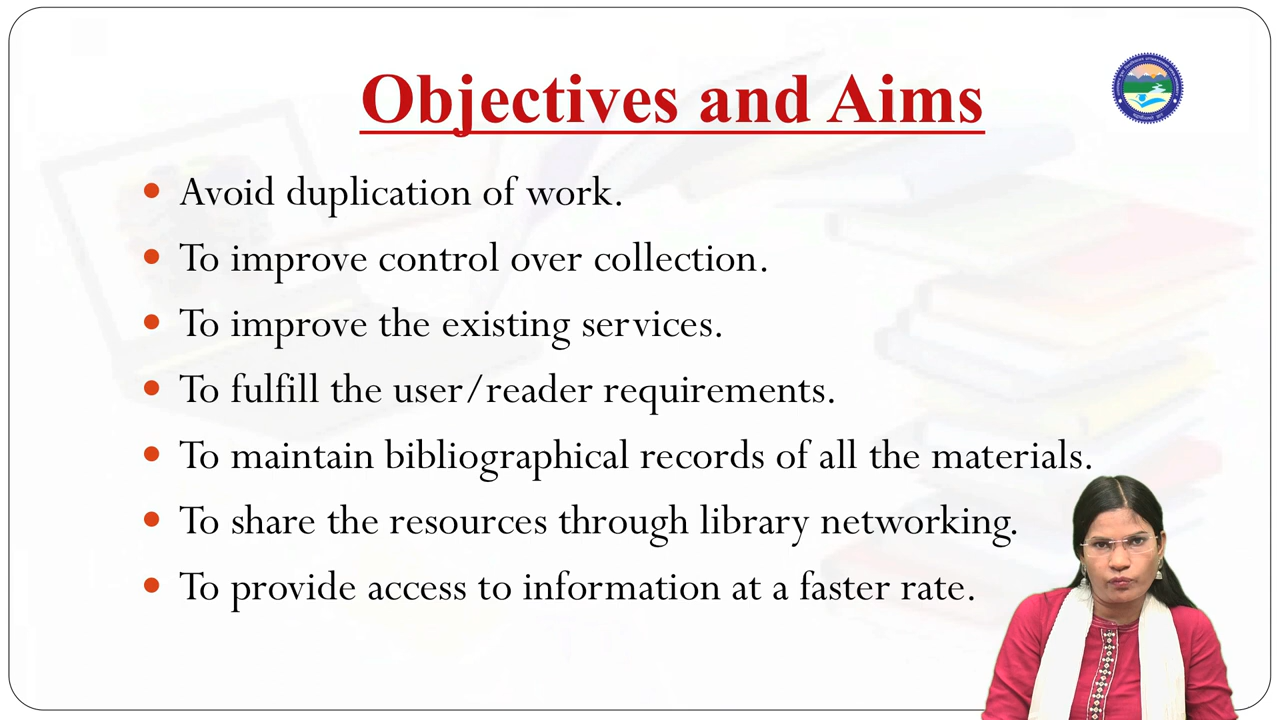 Objectives and Aims
Avoid duplication of work.
To improve control over collection.
To improve the existing services.
To fulfill the user/reader requirements.
To maintain bibliographical records of all the materials.
To share the resources through library networking.
To provide access to information at a faster rate.